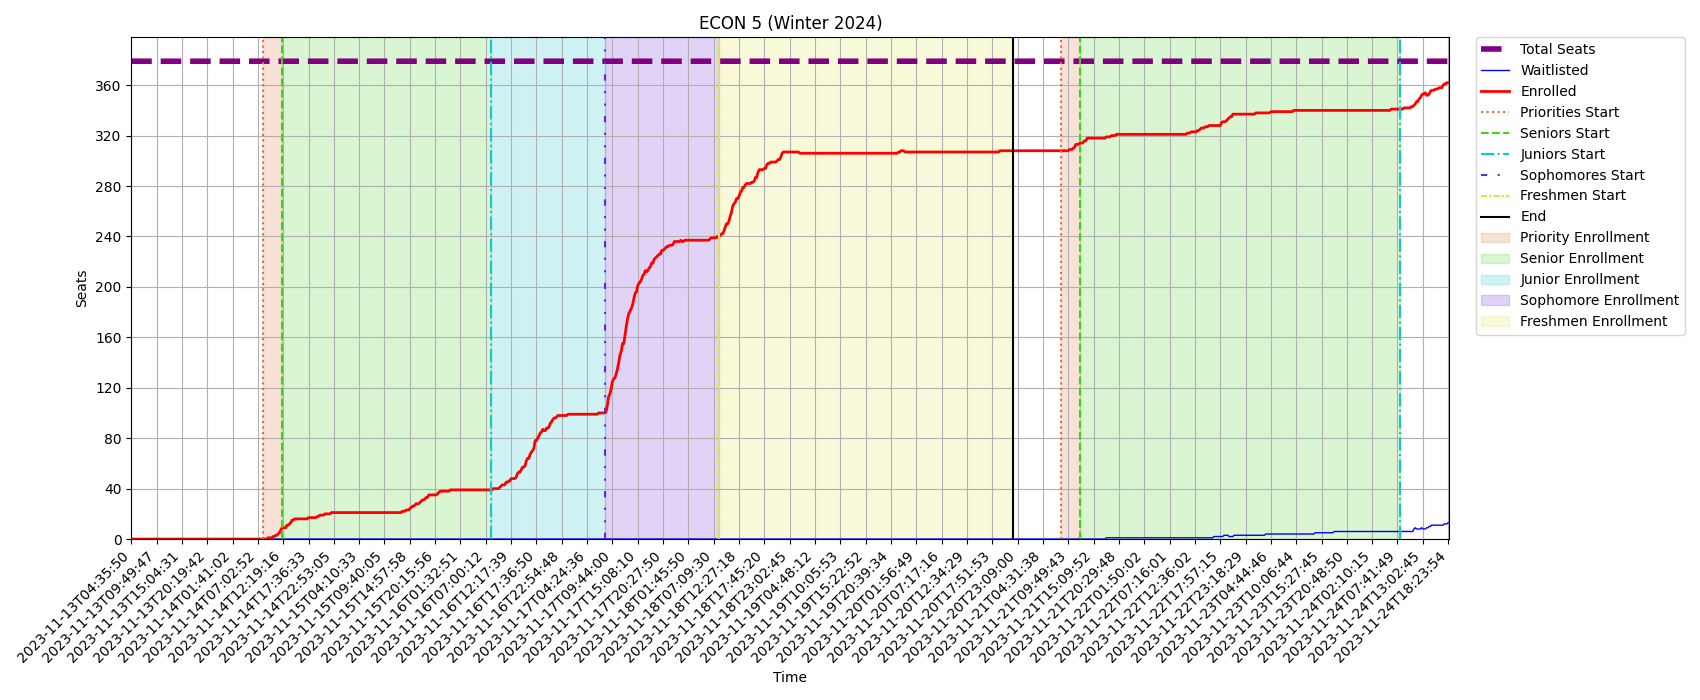 ECON 5 (Winter 2024)
Seats
360
320
280
240
200
160
120
80
40
0
2023-11-13T04:35:50
2023-11-13T09:49:47
2023-11-13T15:04:31
2023-11-13T20:19:42
2023-11-14T01:41:02
2023-11-14T07:02:52
2023-11-14T12:19:16
2023-11-14T17:36:33
2023-11-14T22:53:05
2023-11-15T04:10:33
2023-11-15T09:40:05
2023-11-15T14:57:58
2023-11-15T20:15:56
2023-11-16T01:32:51
2023-11-16T07:00:12
2023-11-16T12:17:39
2023-11-16T17:36:50
2023-11-16T22:54:48
2023-11-17T04:24:36
2023-11-17T09:44:00
2023-11-17T15:08:10
2023-11-17T20:27:50
2023-11-18T01:45:50
2023-11-18T07:09:30
2023-11-18T12:27:18
2023-11-18T17:45:20
2023-11-18T23:02:45
2023-11-19T04:48:12
2023-11-19T10:05:53
2023-11-19T15:22:52
2023-11-19T20:39:34
2023-11-20T01:56:49
2023-11-20T07:17:16
2023-11-20T12:34:29
2023-11-20T17:51:53
2023-11-20T23:09:00
2023-11-21T04:31:38
2023-11-21T09:49:43
2023-11-21T15:09:52
2023-11-21T20:29:48
2023-11-22T01:50:02
2023-11-22T07:16:01
2023-11-22T12:36:02
2023-11-22T17:57:15
2023-11-22T23:18:29
2023-11-23T04:44:46
2023-11-23T10:06:44
2023-11-23T15:27:45
2023-11-23T20:48:50
2023-11-24T02:10:15
2023-11-24T07:41:49
2023-11-24T13:02:45
2023-11-24T18:23:54
Time
Total Seats
Waitlisted
Enrolled
Priorities Start
Seniors Start
Juniors Start
Sophomores Start
Freshmen Start
End
Priority Enrollment
Senior Enrollment
Junior Enrollment
Sophomore Enrollment
Freshmen Enrollment